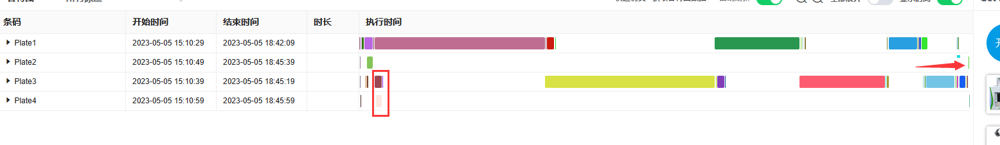 条码 开始时间 结束时间 时长 执行时间
Plate1 2023-05-05 15:10:29 2023-05-05 18:42:09
Plate2 2023-05-05 15:10:49 2023-05-05 18:45:39
Plate3 2023-05-05 15:10:39 2023-05-05 18:45:19
Plate4 2023-05-05 15:10:59 2023-05-05 18:45:59